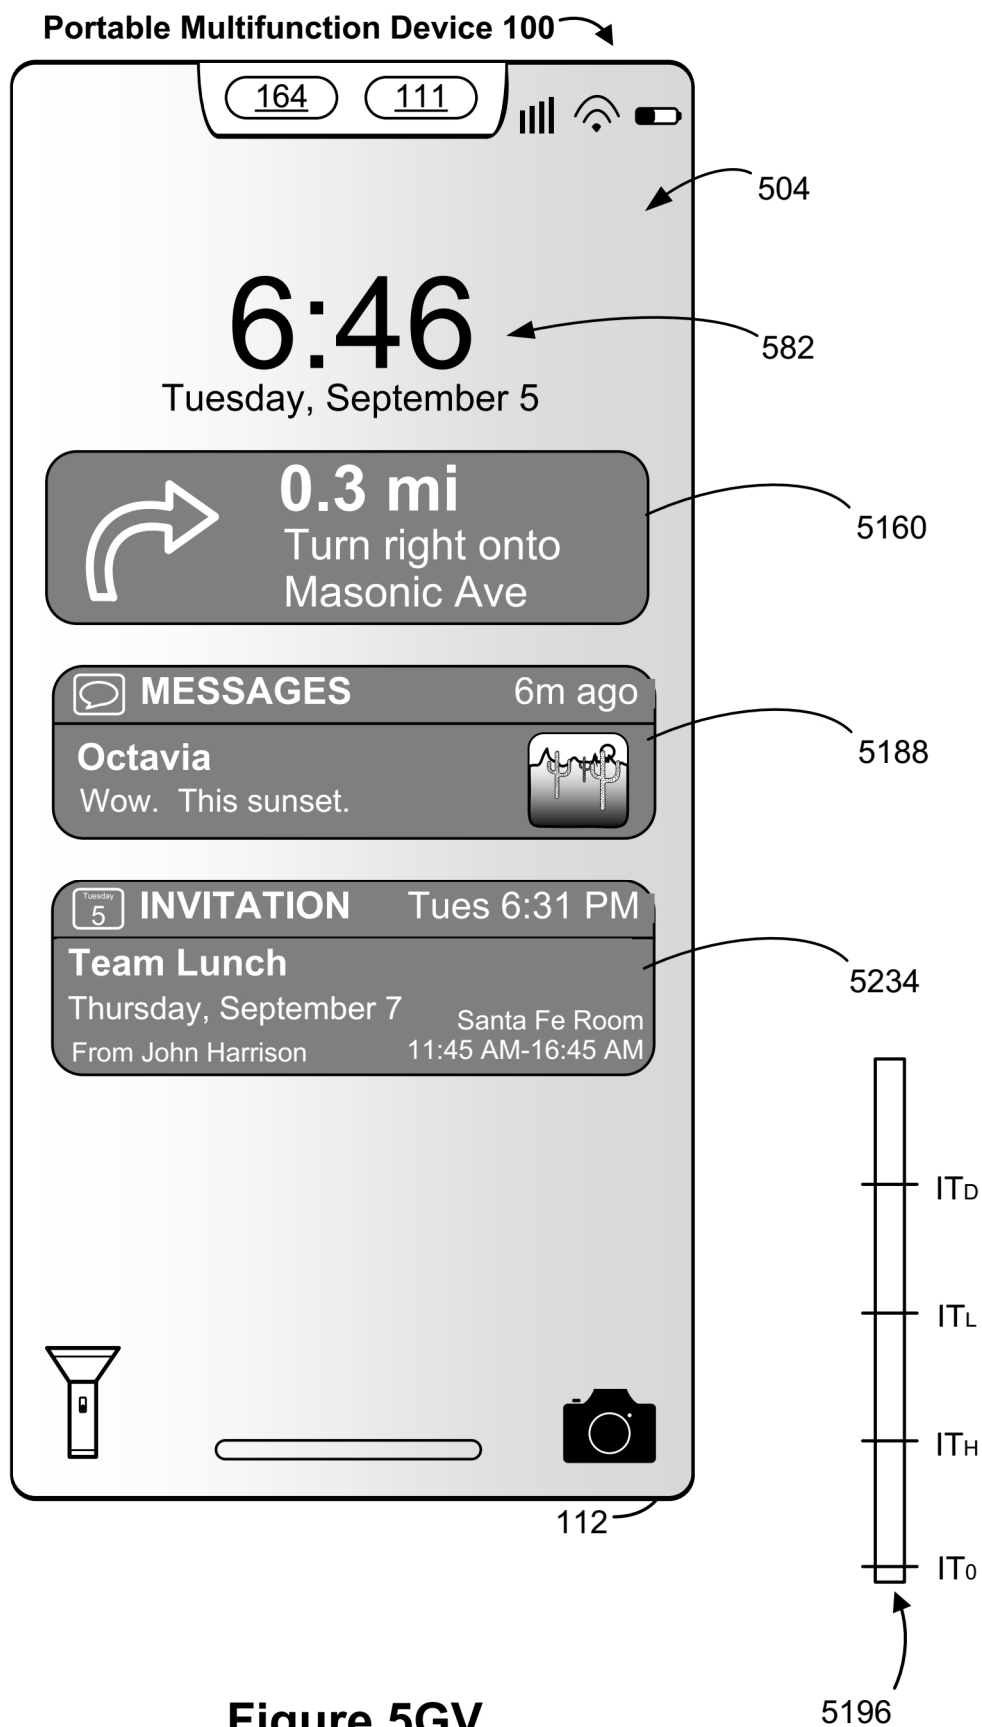 Portable Multifunction Device 100
164 111
504
6:46
582
Tuesday, September 5
0.3 mi
Turn right onto
Masonic Ave
5160
MESSAGES 6m ago
Octavia
Wow. This sunset.
5188
Tuesday
5
INVITATION Tues 6:31 PM
Team Lunch
Thursday, September 7
Santa Fe Room
From John Harrison 11:45 AM-16:45 AM
5234
ITD
ITL
ITH
IT0
112
5196
Figure 5GV